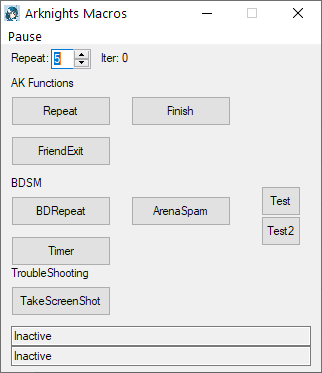 Arknights Macros
Pause
Repeat: 5 Iter: 0
AK Functions
Repeat Finish
FriendExit
BDSM
BDRepeat ArenaSpam Test
Test2
Timer
TroubleShooting
TakeScreenShot
Inactive
Inactive